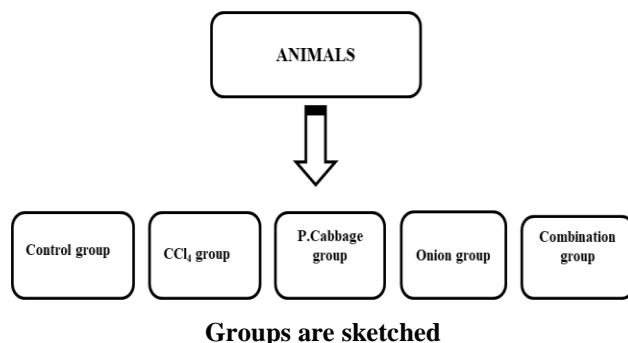 ANIMALS
Control group
CCl₄ group
P.Cabbage
group
Onion group
Combination
group
Groups are sketched